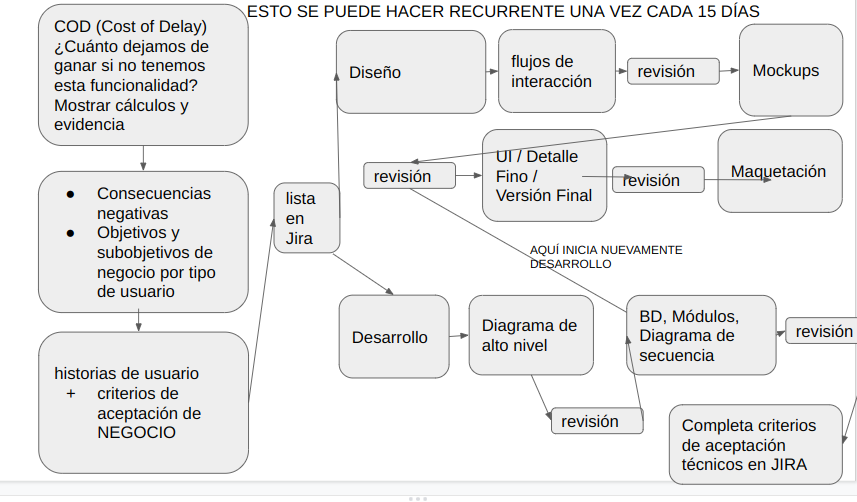 ESTO SE PUEDE HACER RECURRENTE UNA VEZ CADA 15 DÍAS
COD (Cost of Delay)
¿Cuánto dejamos de
ganar si no tenemos
esta funcionalidad?
Mostrar cálculos y
evidencia
● Consecuencias
negativas
● Objetivos y
subobjetivos de
negocio por tipo
de usuario
historias de usuario
+ criterios de
aceptación de
NEGOCIO
lista
en
Jira
Diseño
flujos de
interacción
revisión
Mockups
revisión
UI / Detalle
Fino /
Versión Final
revisión
Maquetación
AQUÍ INICIA NUEVAMENTE
DESARROLLO
Desarrollo
Diagrama de
alto nivel
revisión
BD, Módulos,
Diagrama de
secuencia
revisión
Completa criterios
de aceptación
técnicos en JIRA